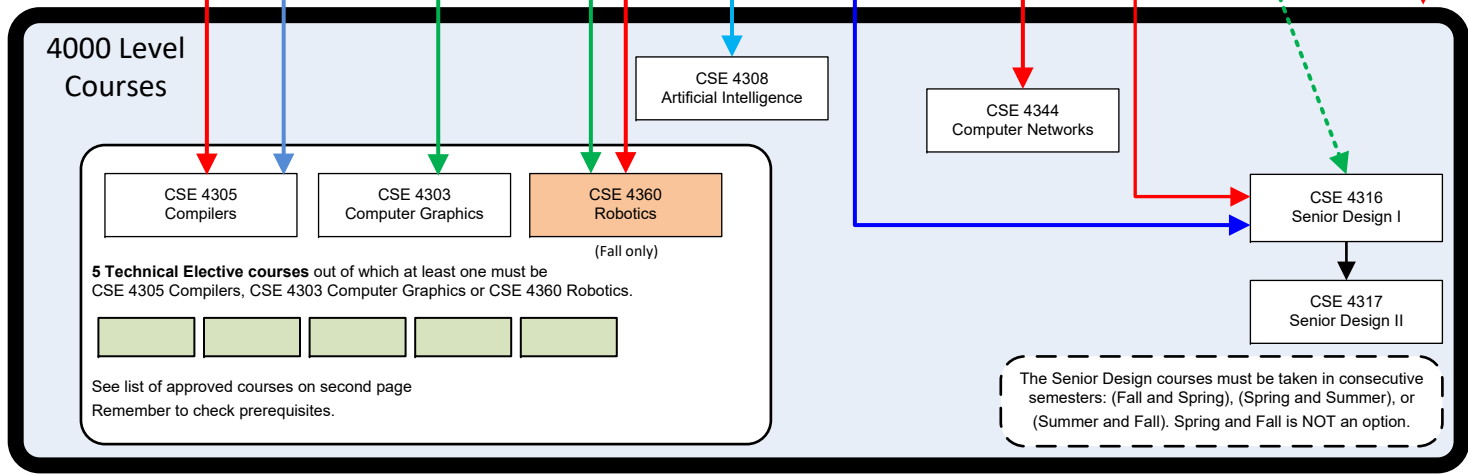 4000 Level
Courses
CSE 4308
Artificial Intelligence
CSE 4344
Computer Networks
CSE 4305
Compilers
CSE 4303
Computer Graphics
CSE 4360
Robotics
(Fall only)
CSE 4316
Senior Design I
5 Technical Elective courses out of which at least one must be
CSE 4305 Compilers, CSE 4303 Computer Graphics or CSE 4360 Robotics.
CSE 4317
Senior Design II
See list of approved courses on second page
Remember to check prerequisites.
The Senior Design courses must be taken in consecutive
semesters: (Fall and Spring), (Spring and Summer), or
(Summer and Fall). Spring and Fall is NOT an option.